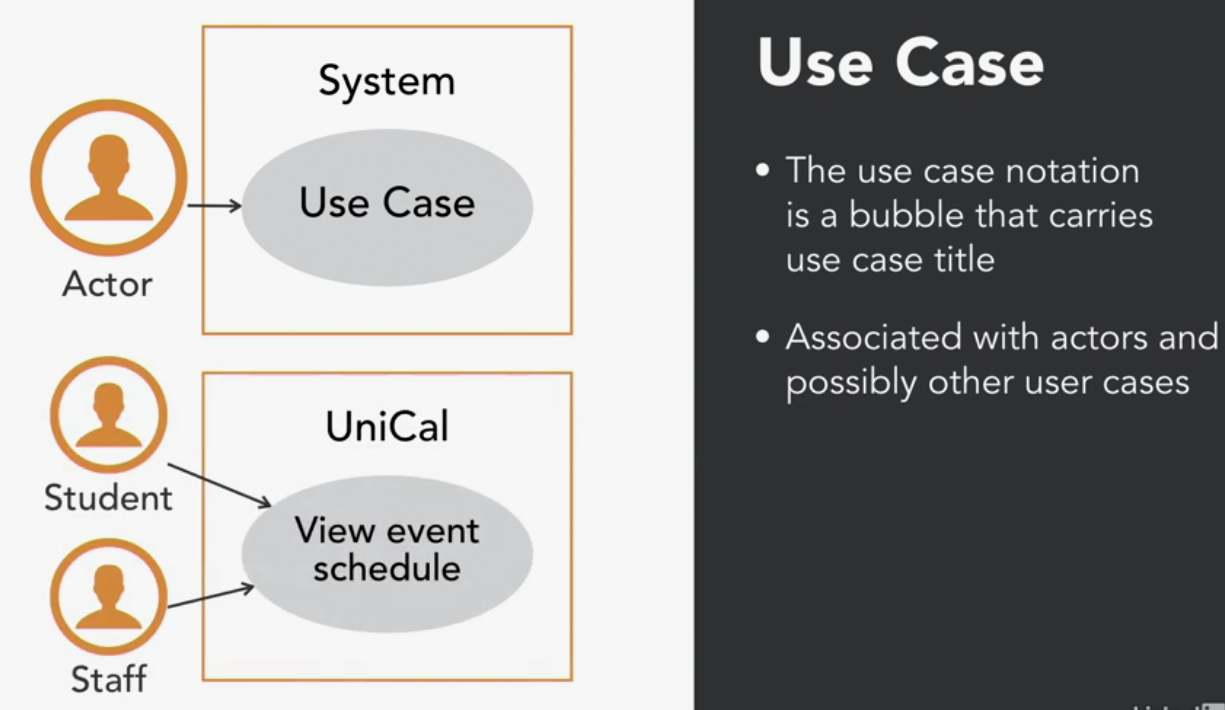 System
Use Case
Actor
UniCal
Student
View event
schedule
Staff
Use Case
• The use case notation
is a bubble that carries
use case title
• Associated with actors and
possibly other user cases